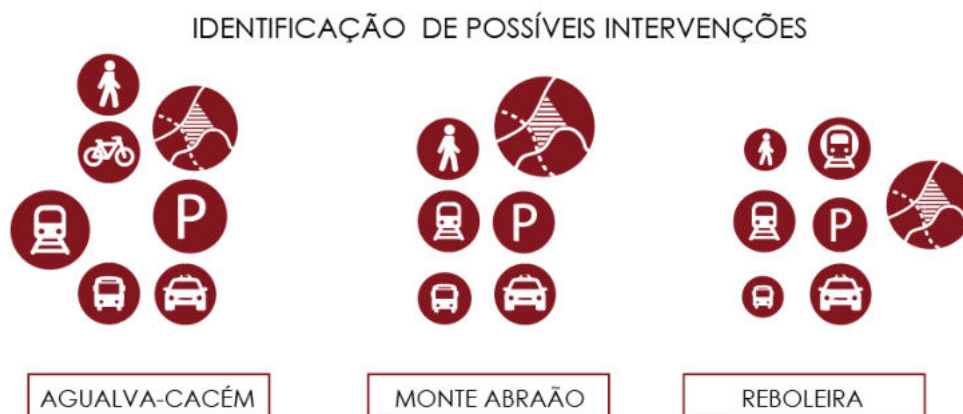 IDENTIFICAÇÃO DE POSSÍVEIS INTERVENÇÕES
P
P
P
AGUALVA-CACÉM
MONTE ABRAÃO
REBOLEIRA